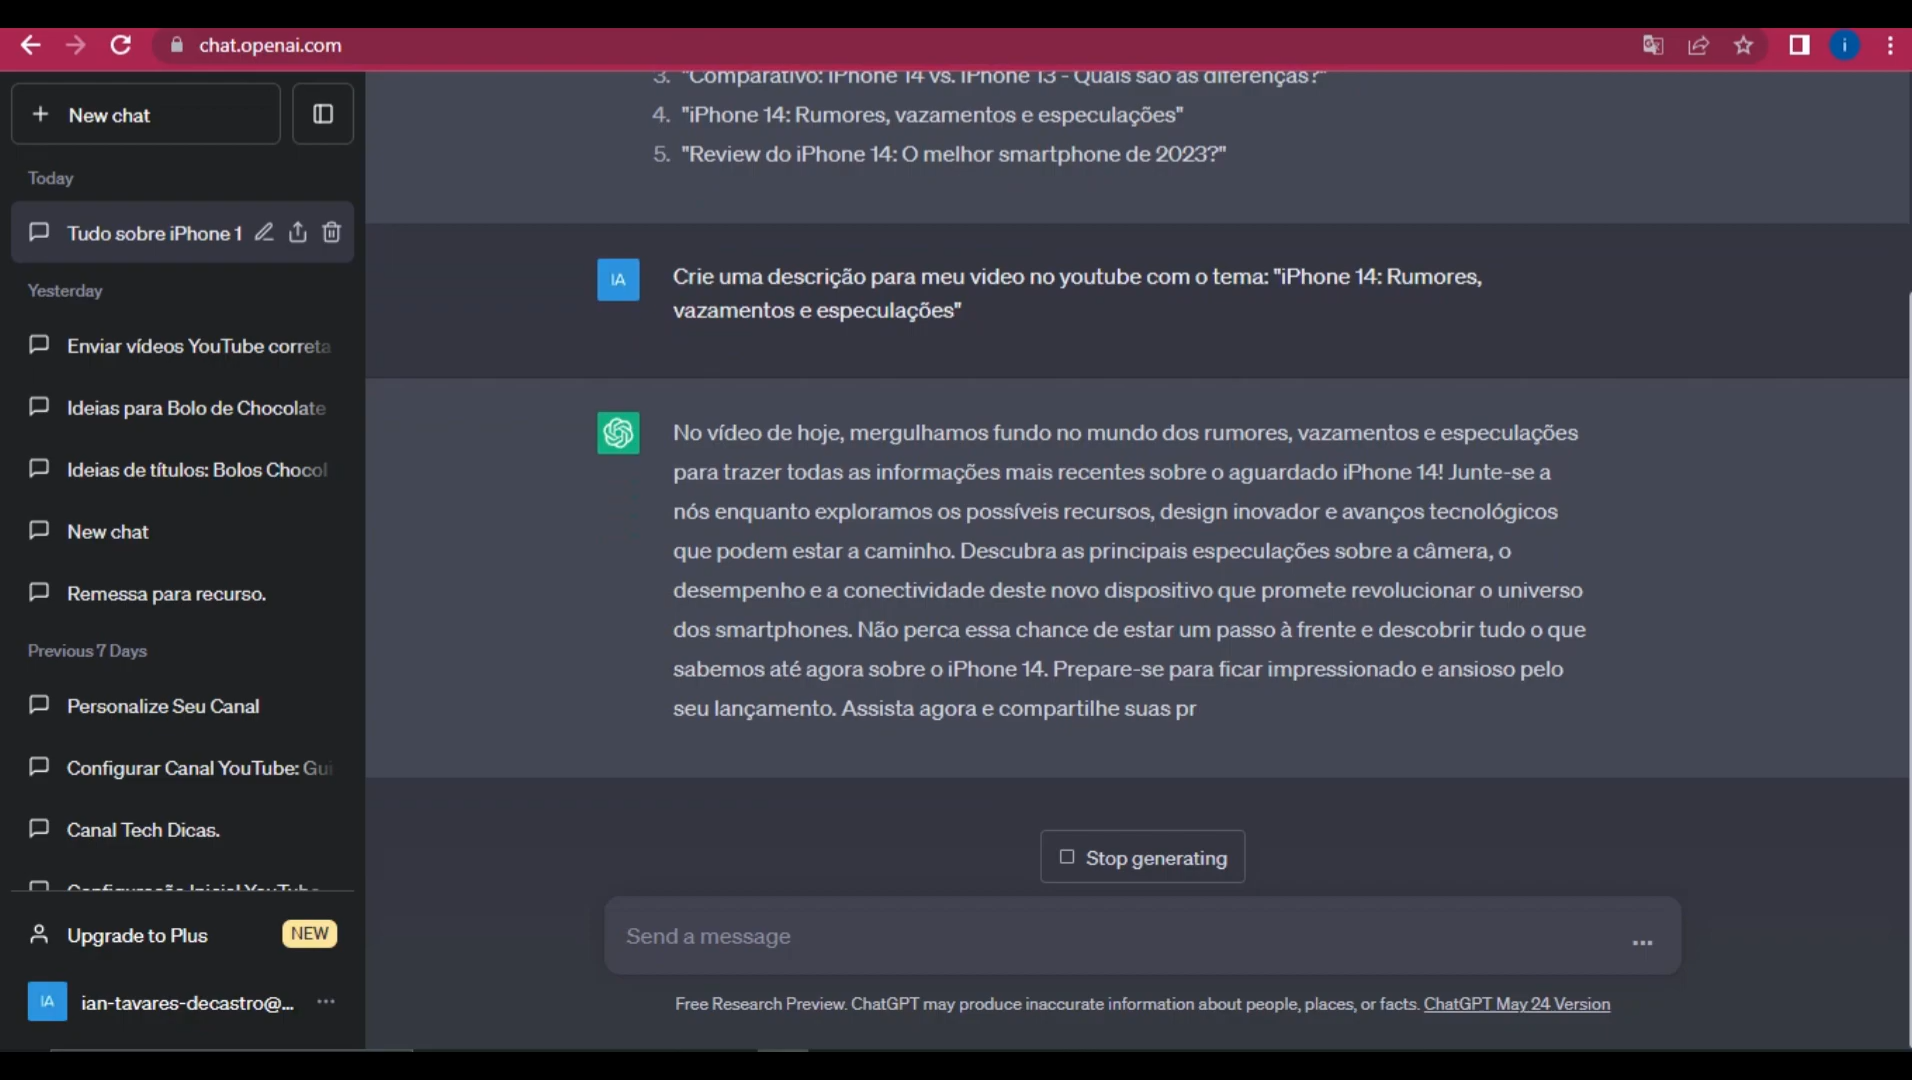 chat.openai.com
i
New chat
3. "Comparativo: iPhone 14 vs. iPhone 13 - Quais são as diferenças?"
4. "iPhone 14: Rumores, vazamentos e especulações"
5. "Review do iPhone 14: O melhor smartphone de 2023?"
Today
Tudo sobre iPhone 1
Yesterday
Enviar vídeos YouTube correta
Ideias para Bolo de Chocolate
Ideias de títulos: Bolos Chocol
New chat
Remessa para recurso.
Previous 7 Days
Personalize Seu Canal
Configurar Canal YouTube: Gui
Canal Tech Dicas.
Configuração Inicial YouTube
Upgrade to Plus NEW
IA ian-tavares-decastro@... ...
IA
Crie uma descrição para meu video no youtube com o tema: "iPhone 14: Rumores,
vazamentos e especulações"
No vídeo de hoje, mergulhamos fundo no mundo dos rumores, vazamentos e especulações
para trazer todas as informações mais recentes sobre o aguardado iPhone 14! Junte-se a
nós enquanto exploramos os possíveis recursos, design inovador e avanços tecnológicos
que podem estar a caminho. Descubra as principais especulações sobre a câmera, o
desempenho e a conectividade deste novo dispositivo que promete revolucionar o universo
dos smartphones. Não perca essa chance de estar um passo à frente e descobrir tudo o que
sabemos até agora sobre o iPhone 14. Prepare-se para ficar impressionado e ansioso pelo
seu lançamento. Assista agora e compartilhe suas pr
Stop generating
Send a message
...
Free Research Preview. ChatGPT may produce inaccurate information about people, places, or facts. ChatGPT May 24 Version